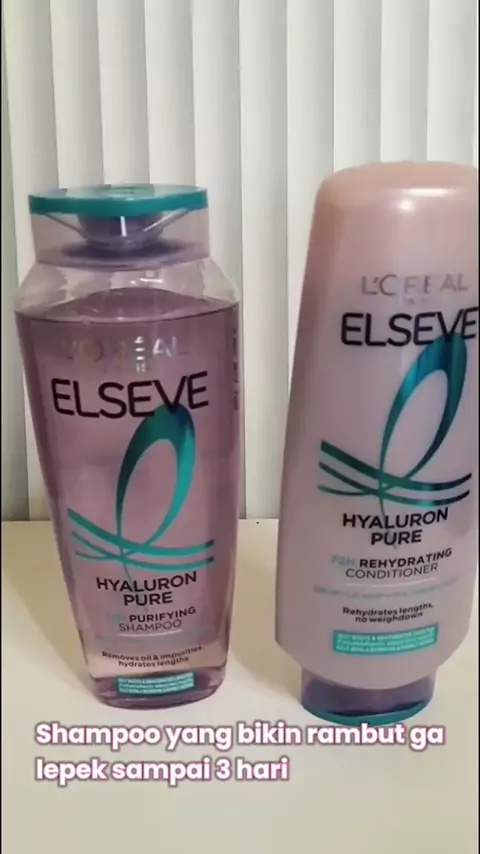 L'ORÉAL
ELSEVE
HYALURON
PURE
PURIFYING
SHAMPOO
Removes oil & impurities,
hydrates lengths
L'ORÉAL
ELSEVE
HYALURON
PURE
72H REHYDRATING
CONDITIONER
Rehydrates lengths,
no weighdown
Shampoo yang bikin rambut ga
lepek sampai 3 hari